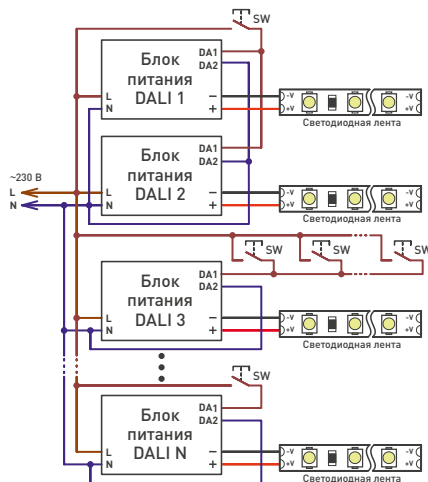 SW
Блок
питания
DALI 1
DA1
DA2
L
N
−
+
-V
+V
Светодиодная лента
Блок
питания
DALI 2
DA1
DA2
L
N
−
+
-V
+V
Светодиодная лента
~230 В
L
N
SW
SW
SW
Блок
питания
DALI 3
DA1
DA2
L
N
−
+
-V
+V
Светодиодная лента
SW
Блок
питания
DALI N
DA1
DA2
L
N
−
+
-V
+V
Светодиодная лента